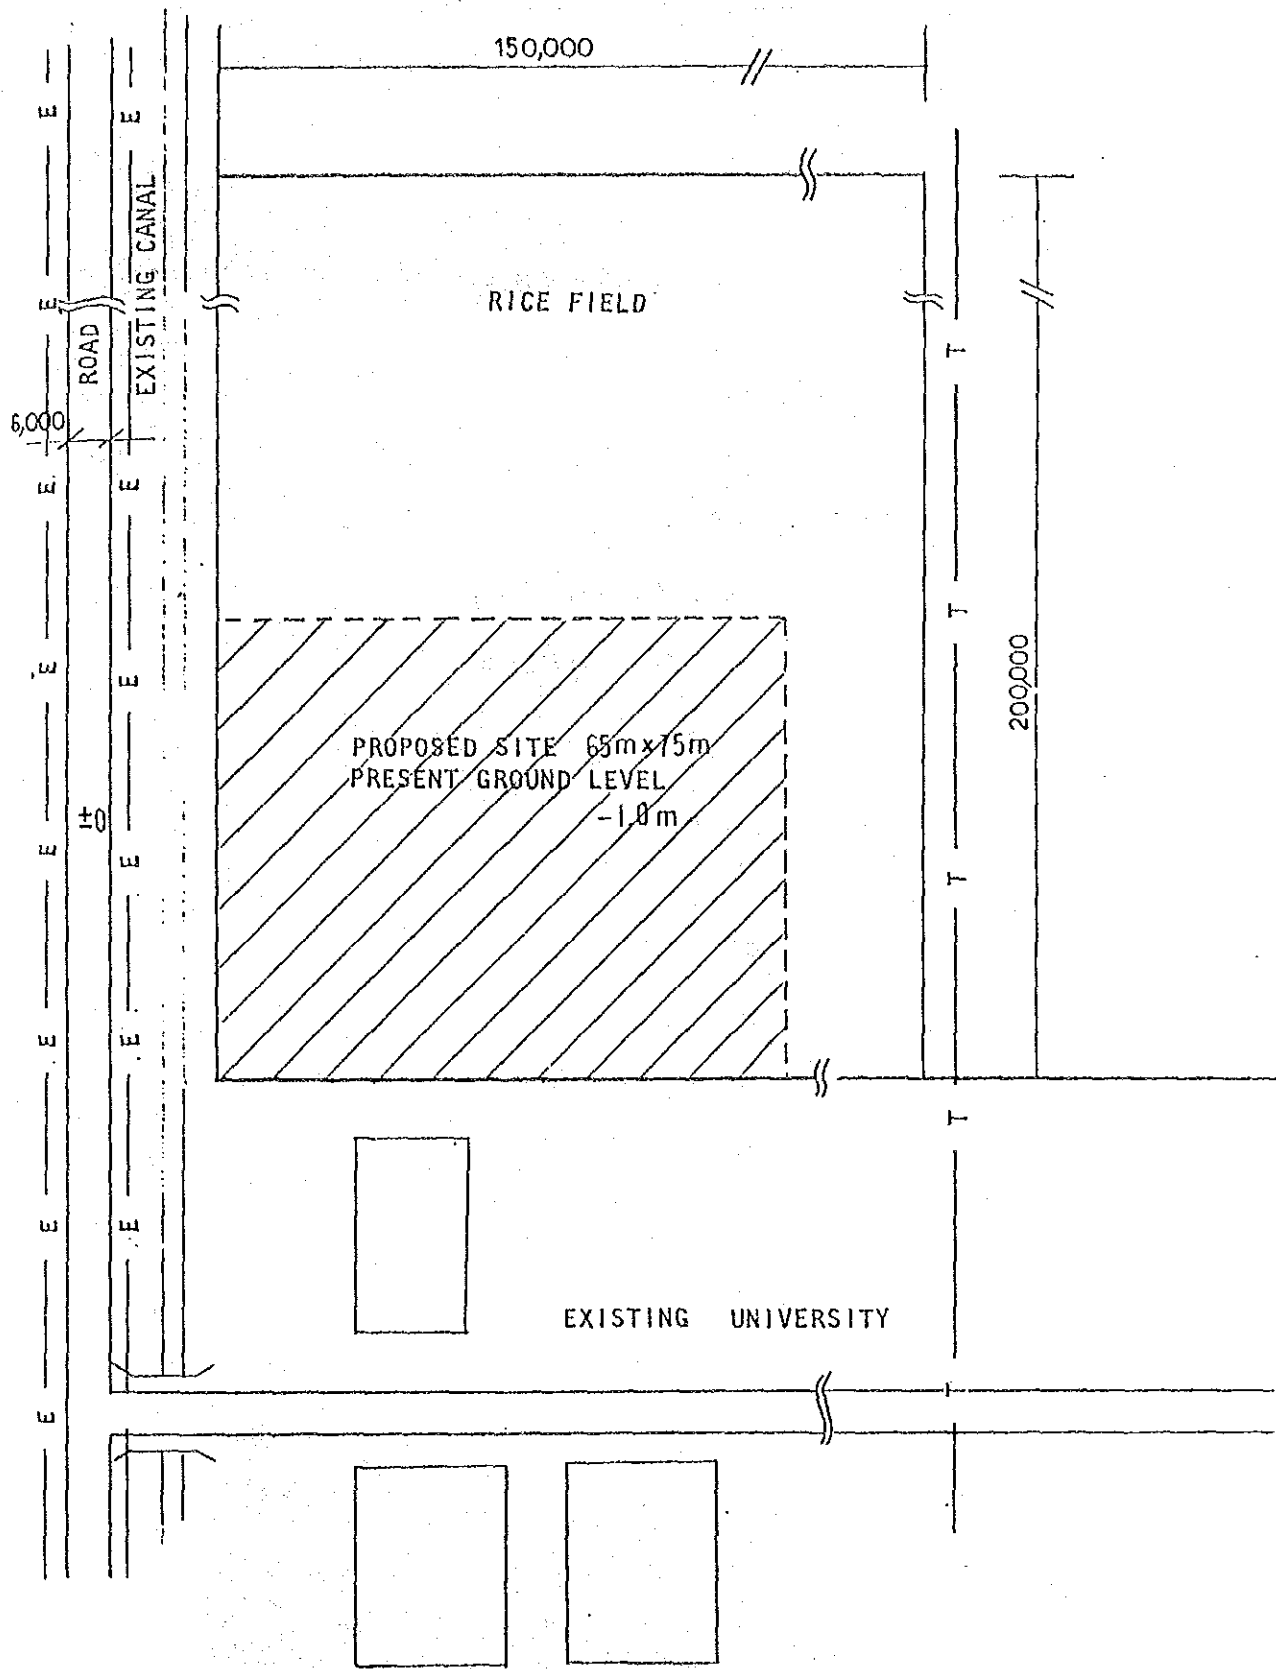 150,000
E
E
EXISTING CANAL
E
RICE FIELD
ROAD
T
6,000
E
E
T
200,000
E
E
PROPOSED SITE 65m×75m
PRESENT GROUND LEVEL
-1.0m
±0
E
E
T
E
E
T
E
E
EXISTING UNIVERSITY
T
E